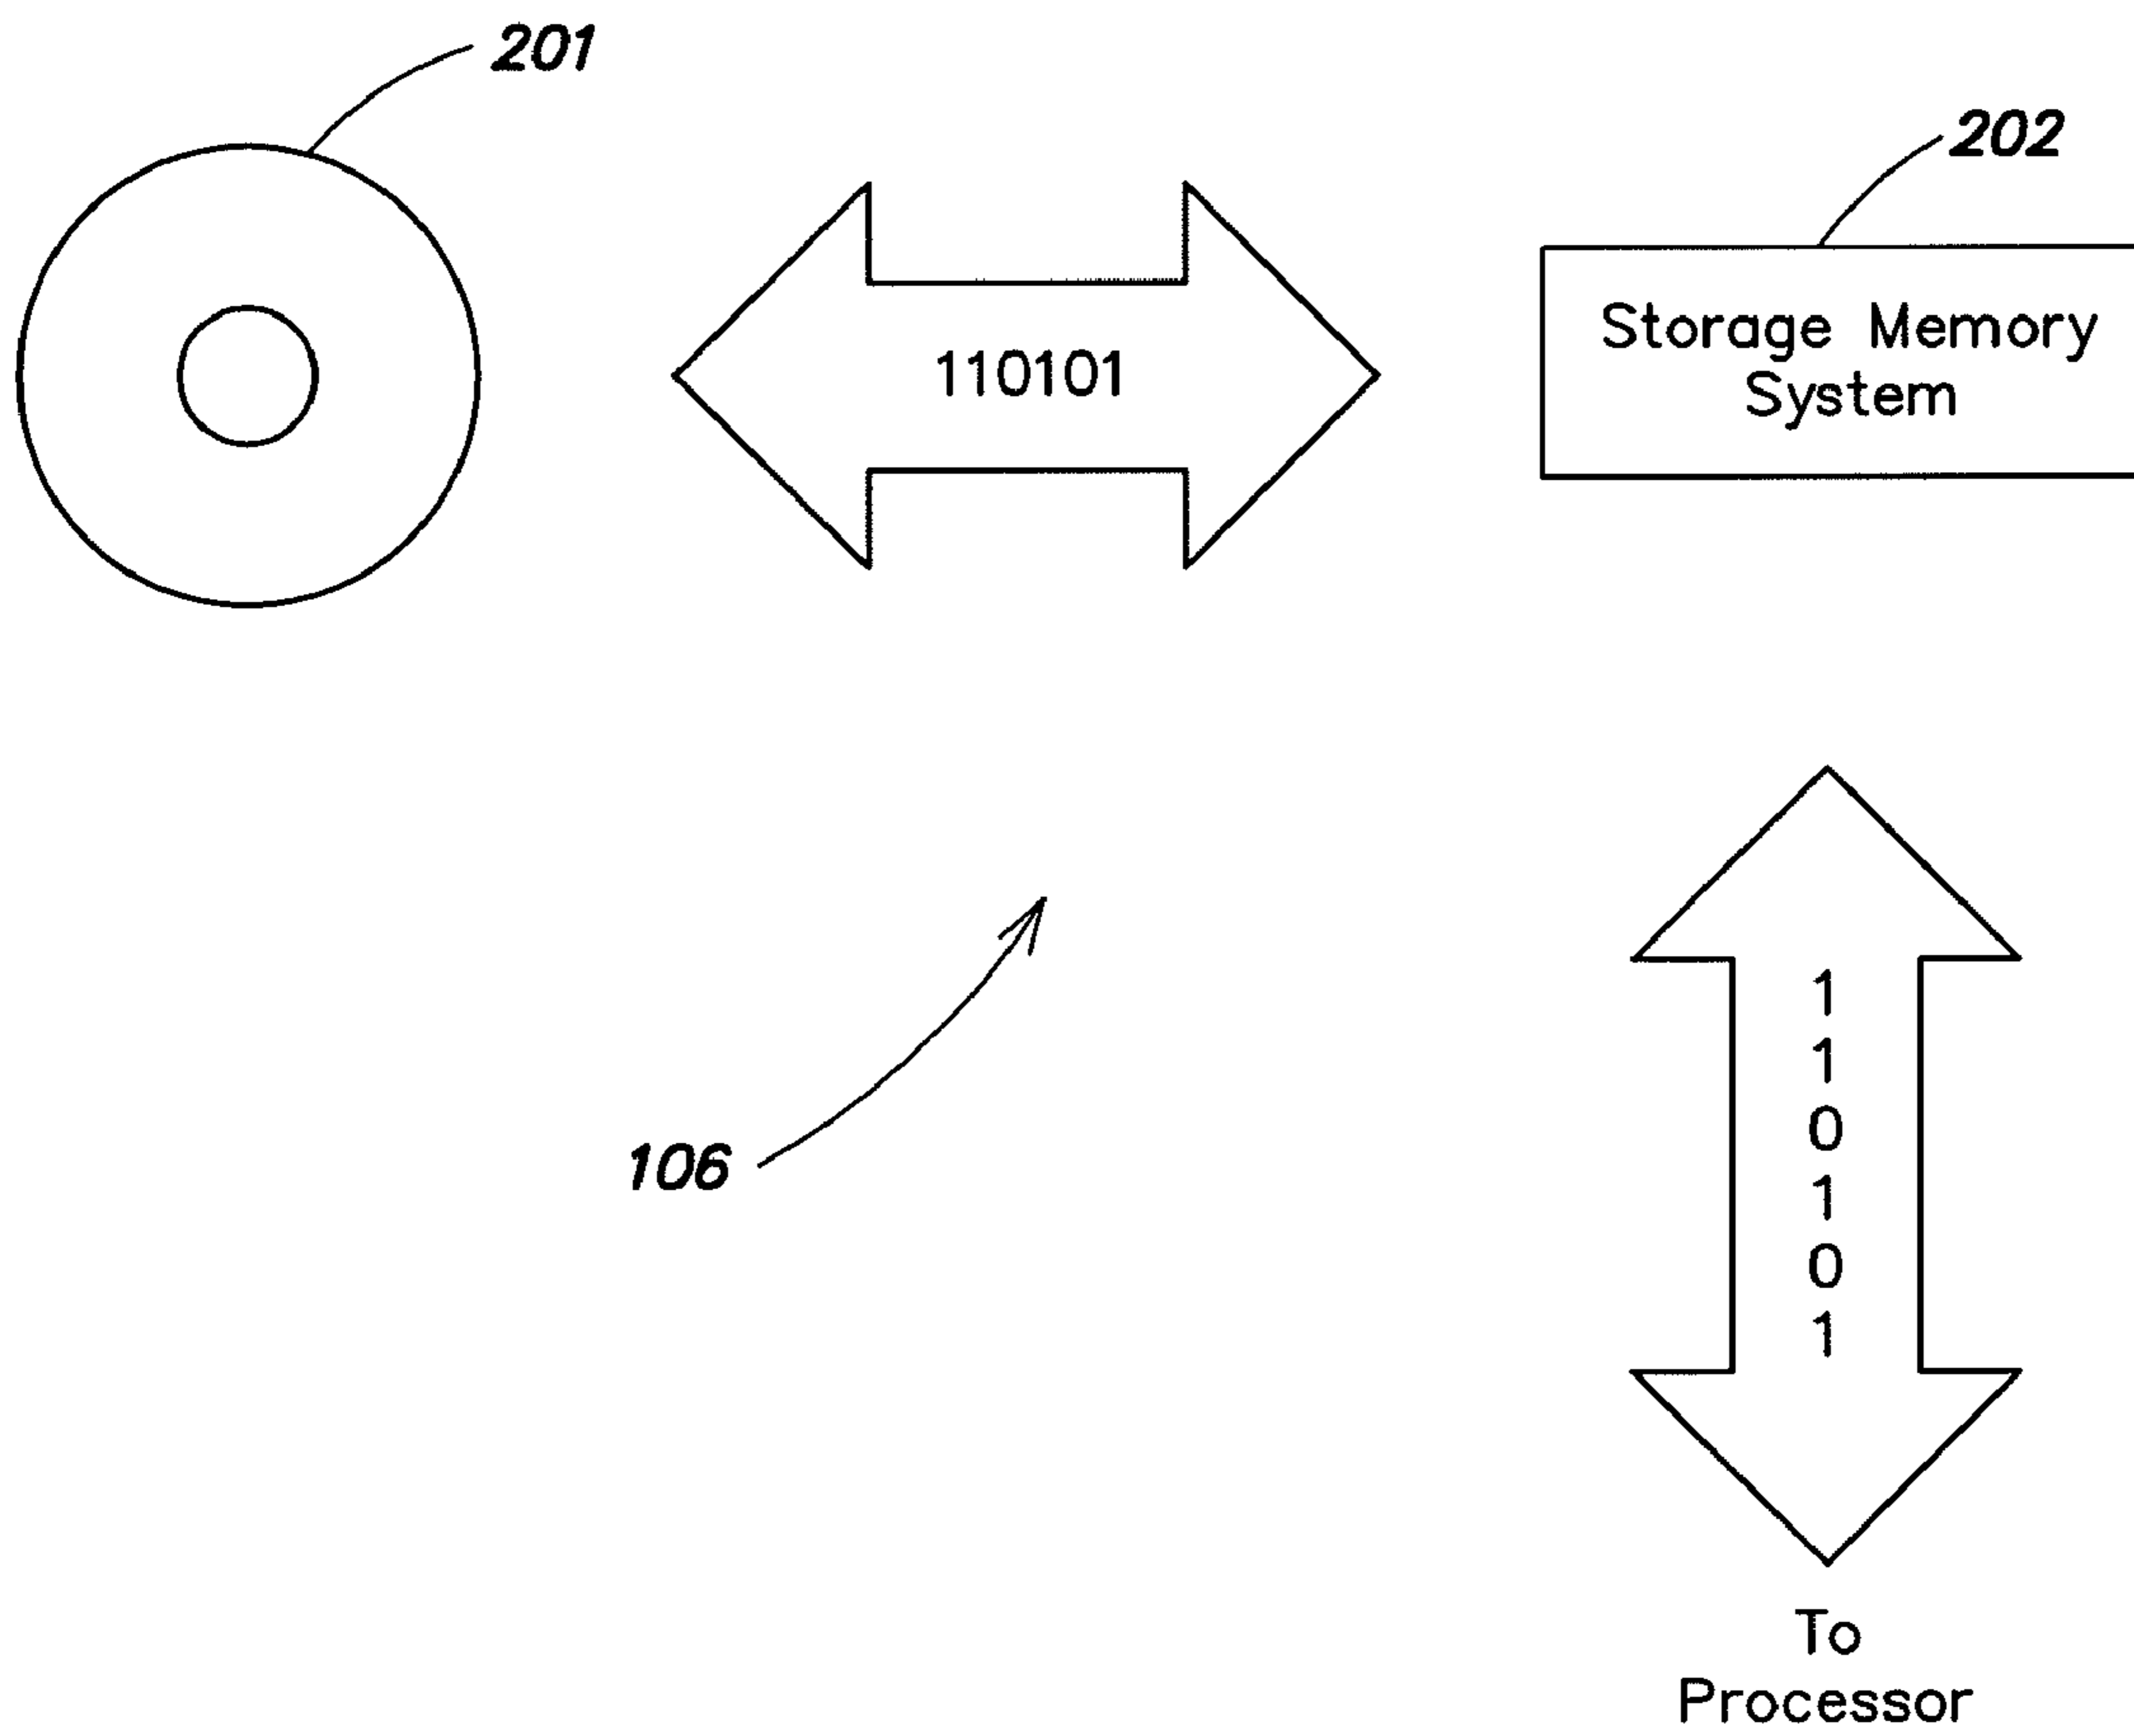 201
202
110101
Storage Memory
System
1
1
0
1
0
1
106
To
Processor